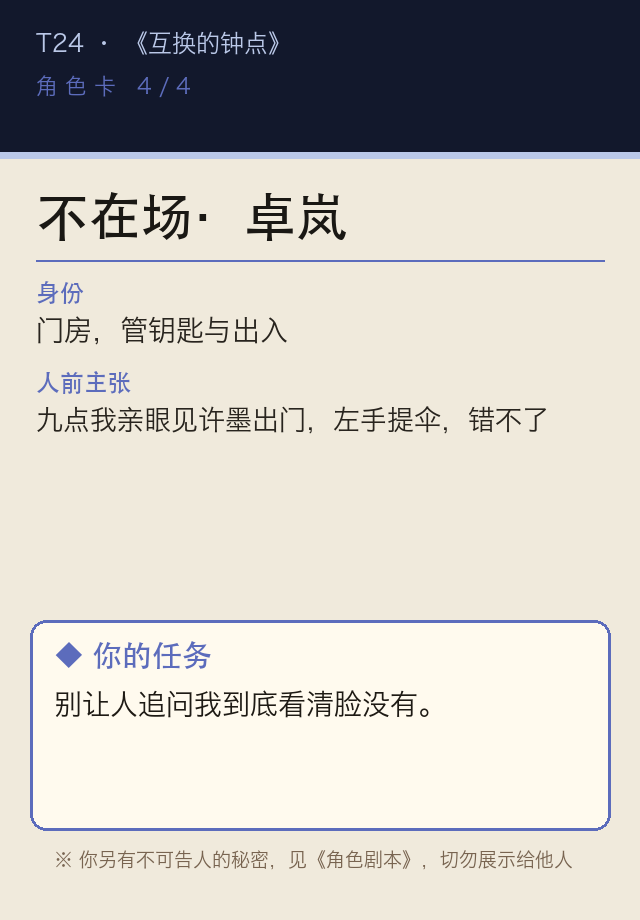 T24 · 《互换的钟点》
角色卡 4/4
不在场· 卓岚
身份
门房，管钥匙与出入
人前主张
九点我亲眼见许墨出门，左手提伞，错不了
◆ 你的任务
别让人追问我到底看清脸没有。
※ 你另有不可告人的秘密，见《角色剧本》，切勿展示给他人